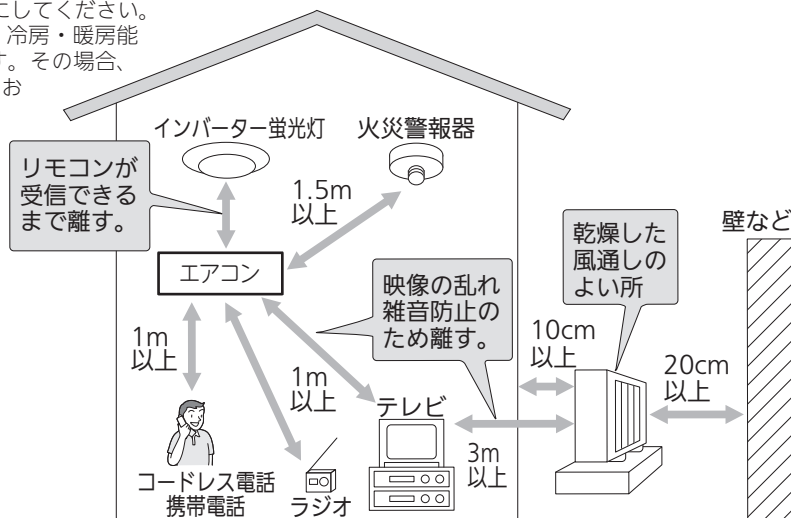 にしてください。
冷房・暖房能
す。その場合、
お
インバーター蛍光灯
火災警報器
リモコンが
受信できる
まで離す。
1.5m
以上
エアコン
映像の乱れ
雑音防止の
ため離す。
乾燥した
風通しの
よい所
壁など
1m
以上
1m
以上
10cm
以上
20cm
以上
テレビ
3m
以上
コードレス電話
携帯電話
ラジオ